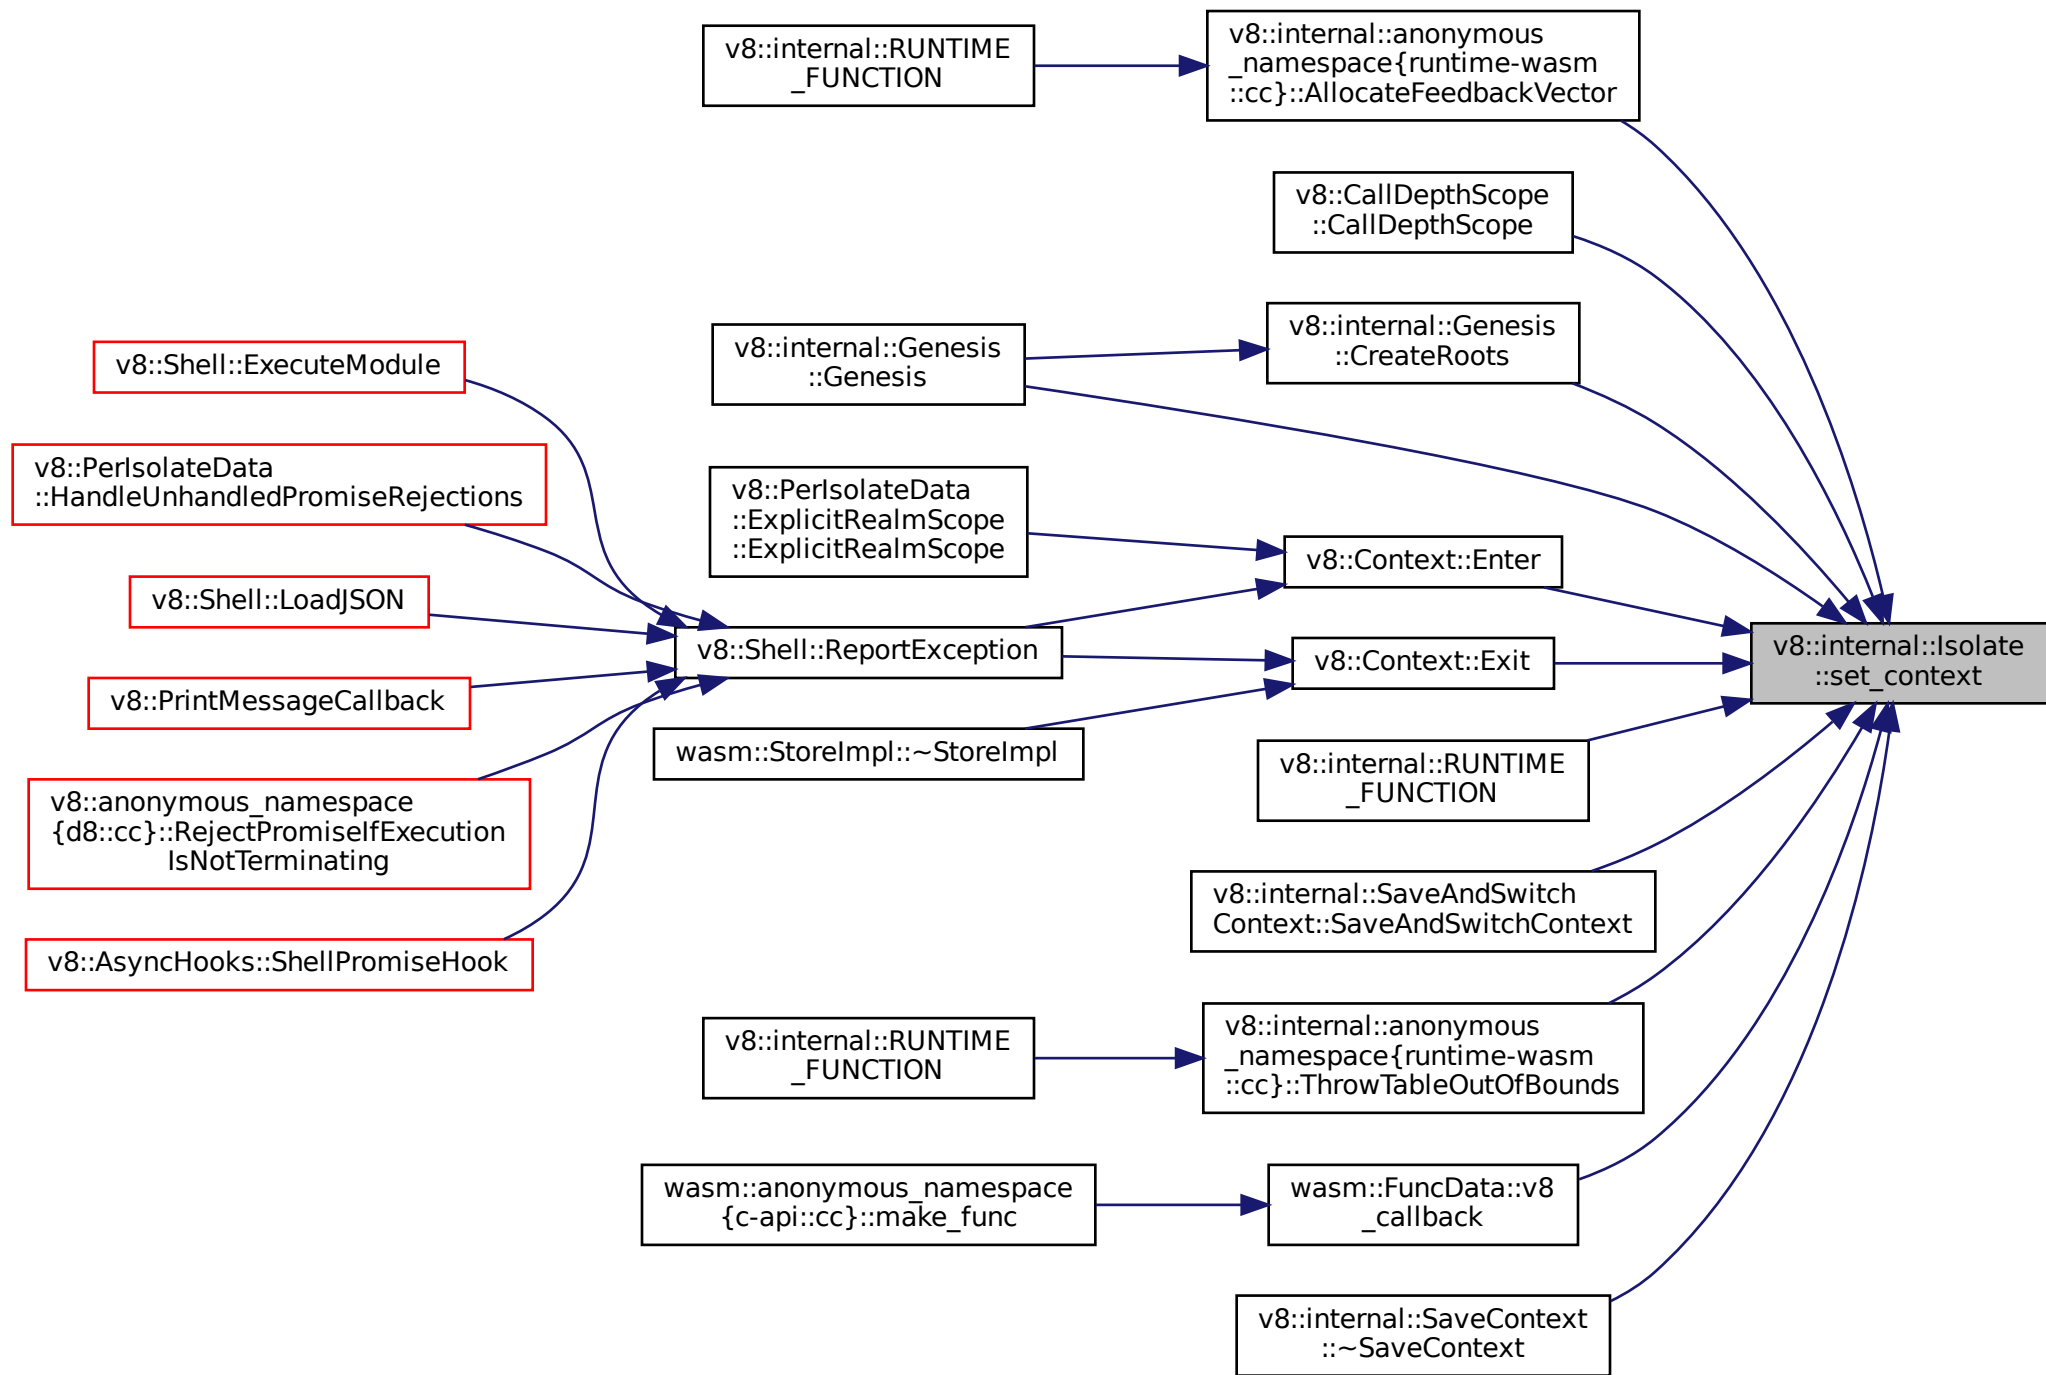 v8::internal::RUNTIME
_FUNCTION
v8::internal::anonymous
_namespace{runtime-wasm
::cc}::AllocateFeedbackVector
v8::CallDepthScope
::CallDepthScope
v8::internal::Genesis
::CreateRoots
v8::internal::Genesis
::Genesis
v8::Shell::ExecuteModule
v8::PerIsolateData
::HandleUnhandledPromiseRejections
v8::PerIsolateData
::ExplicitRealmScope
::ExplicitRealmScope
v8::Context::Enter
v8::Shell::LoadJSON
v8::Shell::ReportException
v8::Context::Exit
v8::internal::Isolate
::set_context
v8::PrintMessageCallback
wasm::StoreImpl::~StoreImpl
v8::internal::RUNTIME
_FUNCTION
v8::anonymous_namespace
{d8::cc}::RejectPromiseIfExecution
IsNotTerminating
v8::internal::SaveAndSwitch
Context::SaveAndSwitchContext
v8::AsyncHooks::ShellPromiseHook
v8::internal::RUNTIME
_FUNCTION
v8::internal::anonymous
_namespace{runtime-wasm
::cc}::ThrowTableOutOfBounds
wasm::anonymous_namespace
{c-api::cc}::make_func
wasm::FuncData::v8
_callback
v8::internal::SaveContext
::~SaveContext